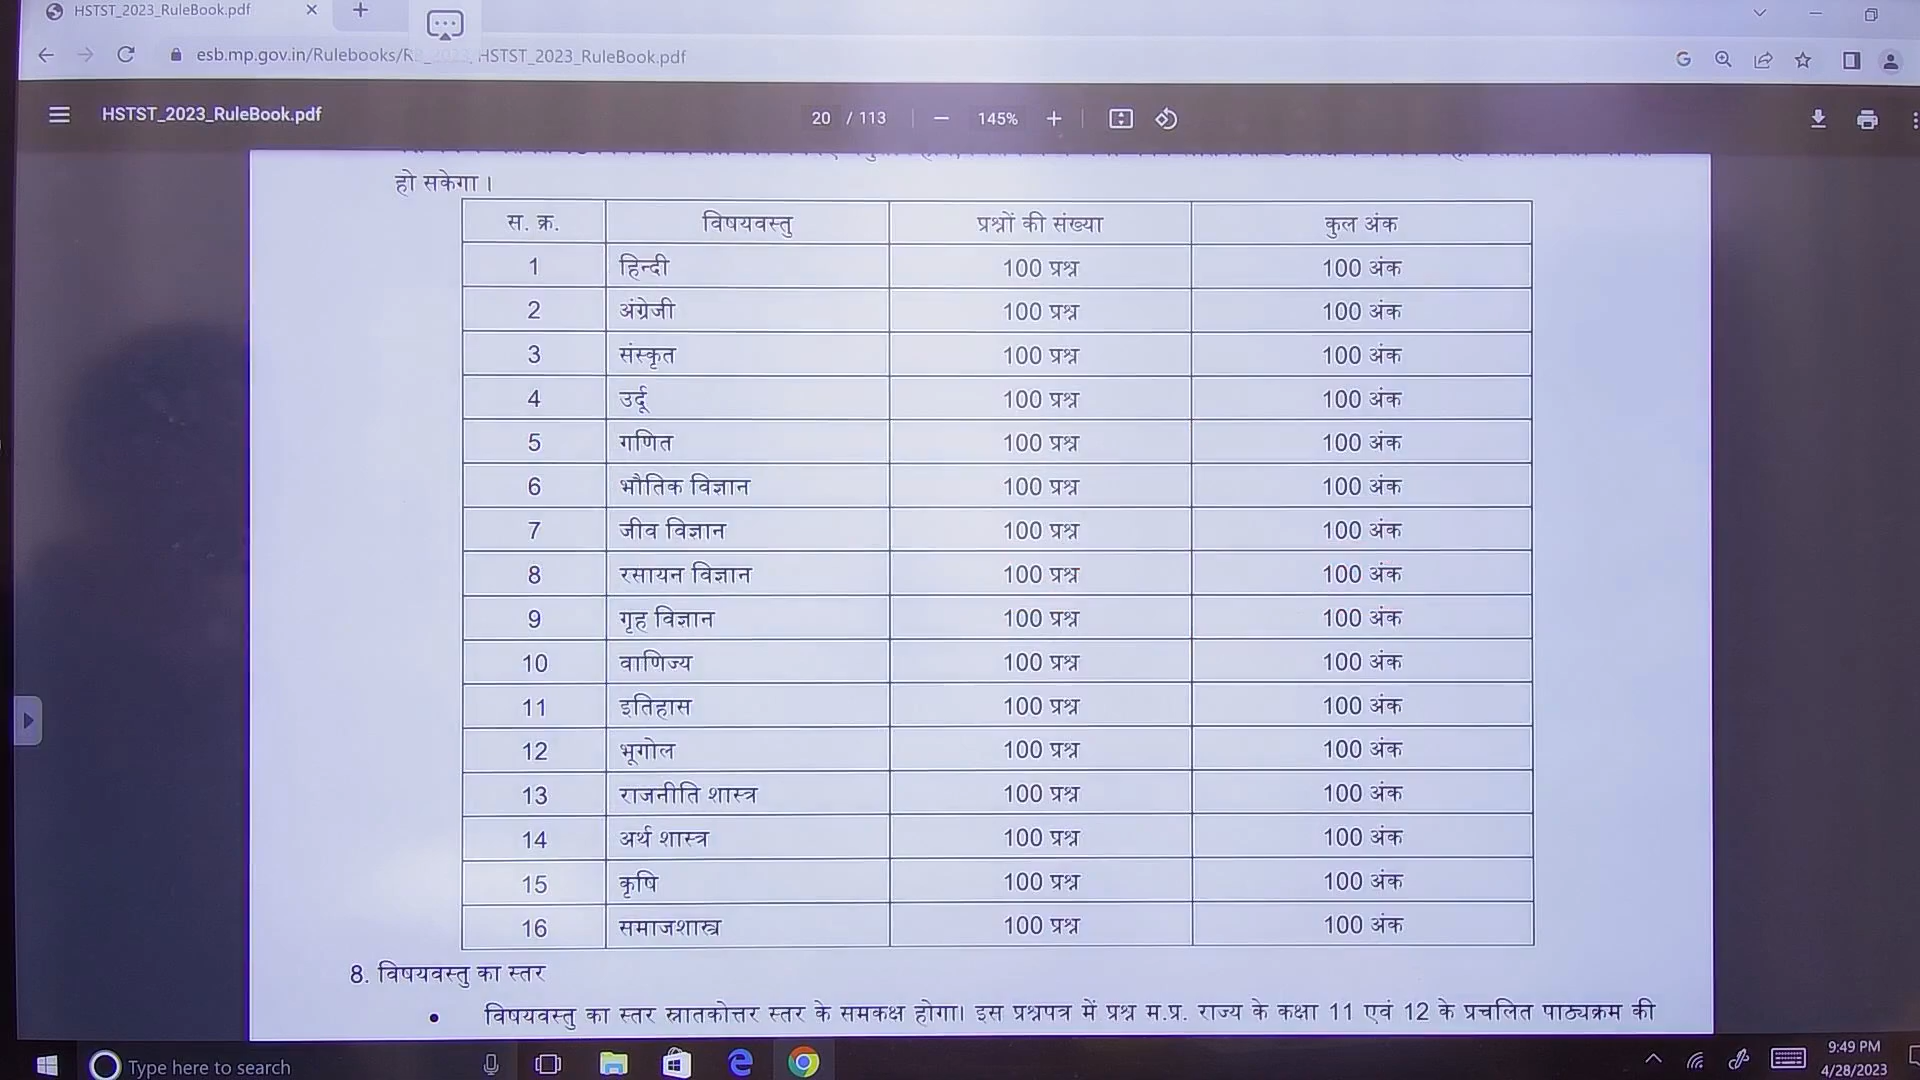 HSTST_2023_RuleBook.pdf
esb.mp.gov.in/Rulebooks/RB_2023_HSTST_2023_RuleBook.pdf
HSTST_2023_RuleBook.pdf 20 / 113 145%
हो सकेगा ।
स. क्र. विषयवस्तु प्रश्नों की संख्या कुल अंक
1 हिन्दी 100 प्रश्न 100 अंक
2 अंग्रेजी 100 प्रश्न 100 अंक
3 संस्कृत 100 प्रश्न 100 अंक
4 उर्दू 100 प्रश्न 100 अंक
5 गणित 100 प्रश्न 100 अंक
6 भौतिक विज्ञान 100 प्रश्न 100 अंक
7 जीव विज्ञान 100 प्रश्न 100 अंक
8 रसायन विज्ञान 100 प्रश्न 100 अंक
9 गृह विज्ञान 100 प्रश्न 100 अंक
10 वाणिज्य 100 प्रश्न 100 अंक
11 इतिहास 100 प्रश्न 100 अंक
12 भूगोल 100 प्रश्न 100 अंक
13 राजनीति शास्त्र 100 प्रश्न 100 अंक
14 अर्थ शास्त्र 100 प्रश्न 100 अंक
15 कृषि 100 प्रश्न 100 अंक
16 समाजशास्त्र 100 प्रश्न 100 अंक
8. विषयवस्तु का स्तर
• विषयवस्तु का स्तर स्नातकोत्तर स्तर के समकक्ष होगा। इस प्रश्नपत्र में प्रश्न म.प्र. राज्य के कक्षा 11 एवं 12 के प्रचलित पाठ्यक्रम की
Type here to search
9:49 PM
4/28/2023